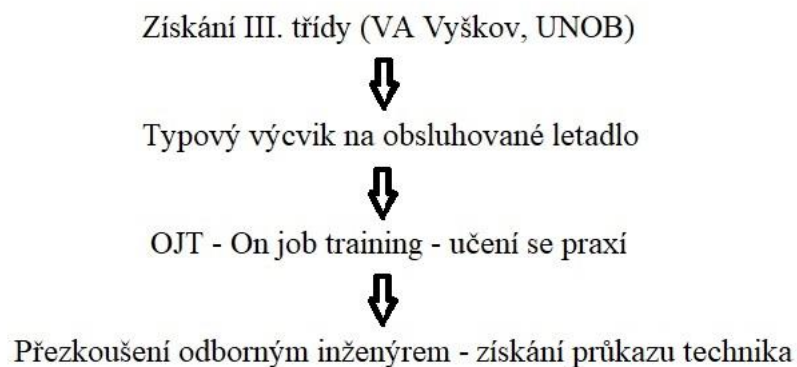 Získání III. třídy (VA Vyškov, UNOB)
Typový výcvik na obsluhované letadlo
OJT - On job training - učení se praxí
Přezkoušení odborným inženýrem - získání průkazu technika